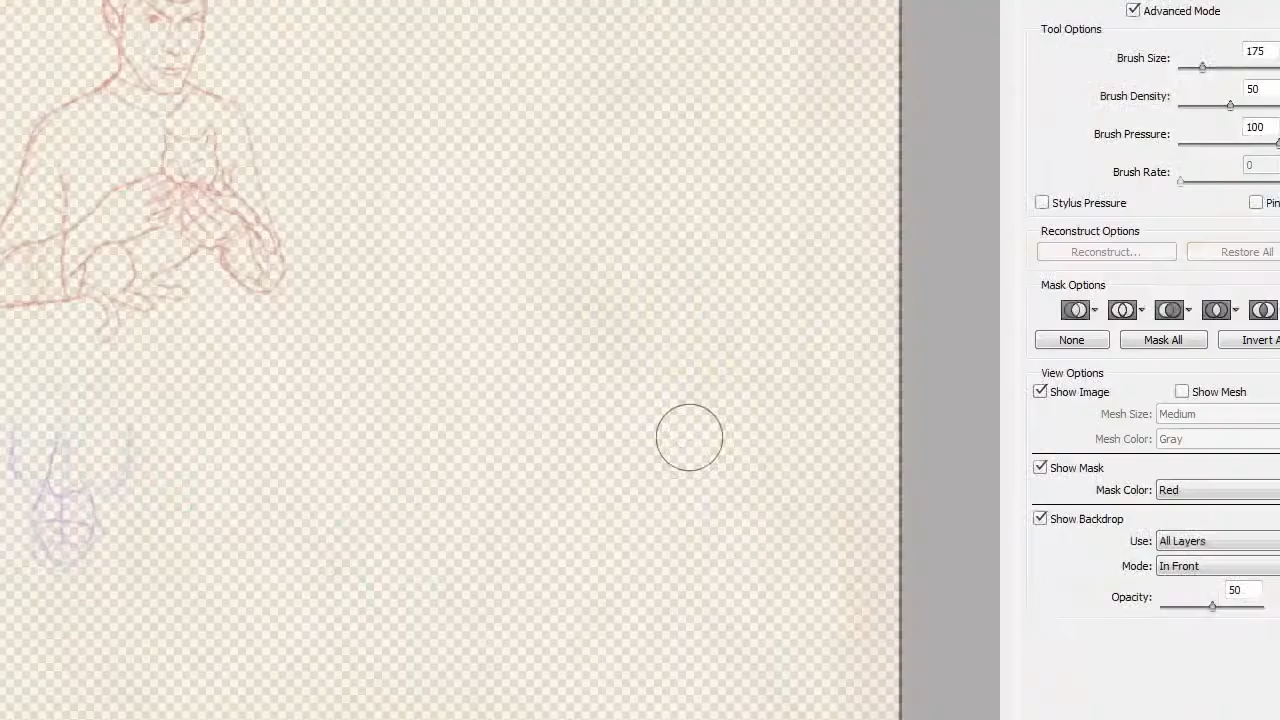 Advanced Mode
Tool Options
Brush Size: 175
Brush Density: 50
Brush Pressure: 100
Brush Rate: 0
Stylus Pressure Pin
Reconstruct Options
Reconstruct... Restore All
Mask Options
None Mask All Invert A
View Options
Show Image Show Mesh
Mesh Size: Medium
Mesh Color: Gray
Show Mask
Mask Color: Red
Show Backdrop
Use: All Layers
Mode: In Front
Opacity: 50